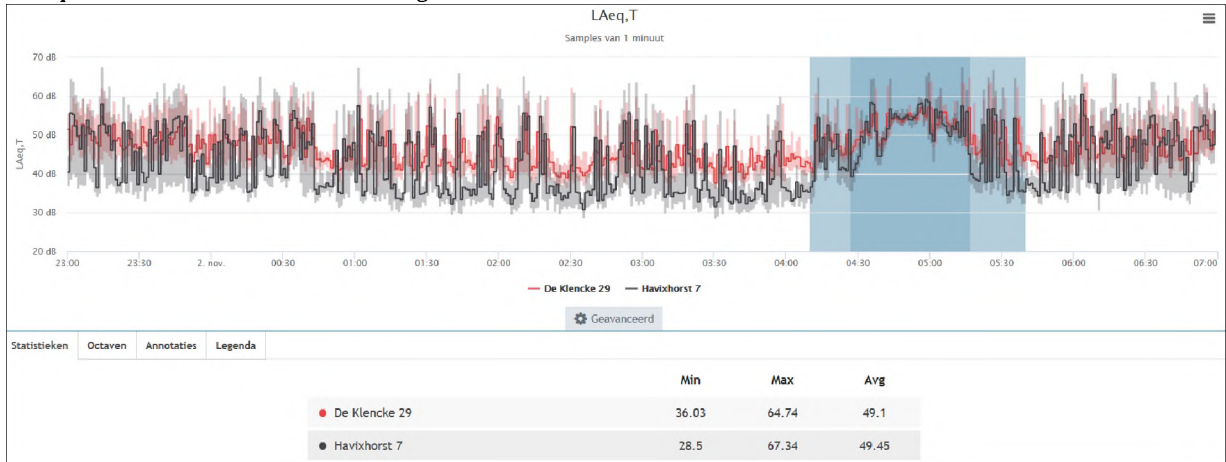 LAeq,T
Samples van 1 minuut
70 dB
60 dB
50 dB
40 dB
30 dB
20 dB
LAeq,T
23:00 23:30 2. nov. 00:30 01:00 01:30 02:00 02:30 03:00 03:30 04:00 04:30 05:00 05:30 06:00 06:30 07:00
De Klencke 29 Havixhorst 7
Geavanceerd
Statistieken Octaven Annotaties Legenda
Min Max Avg
De Klencke 29 36.03 64.74 49.1
Havixhorst 7 28.5 67.34 49.45